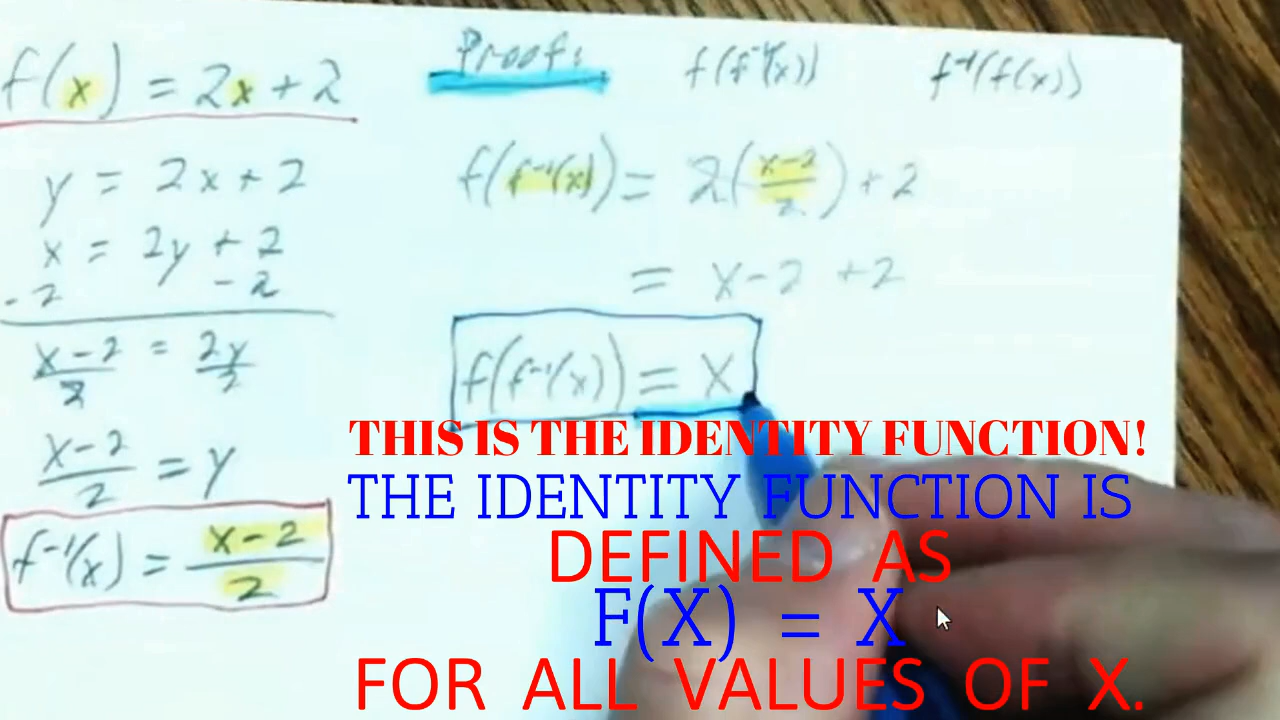 f(x) = 2x + 2
y = 2x + 2
x = 2y + 2
-2 - 2
x-2/2 = 2y/2
x-2/2 = y
f⁻¹(x) = x-2/2
Proof: f(f⁻¹(x)) f⁻¹(f(x))
f(f⁻¹(x)) = 2(x-2/2) + 2
= x-2 +2
f(f⁻¹(x)) = x
THIS IS THE IDENTITY FUNCTION!
THE IDENTITY FUNCTION IS
DEFINED AS
F(X) = X
FOR ALL VALUES OF X.